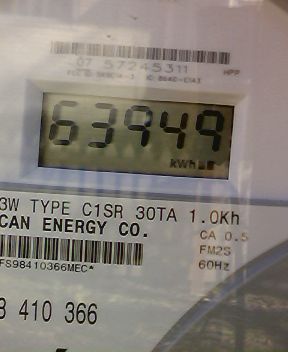 07 57245311
HPP
63949
kWh
3W TYPE C1SR 30TA 1.0Kh
CAN ENERGY CO.
CA 0.5
FM2S
60Hz
FS98410366MEC*
410 366